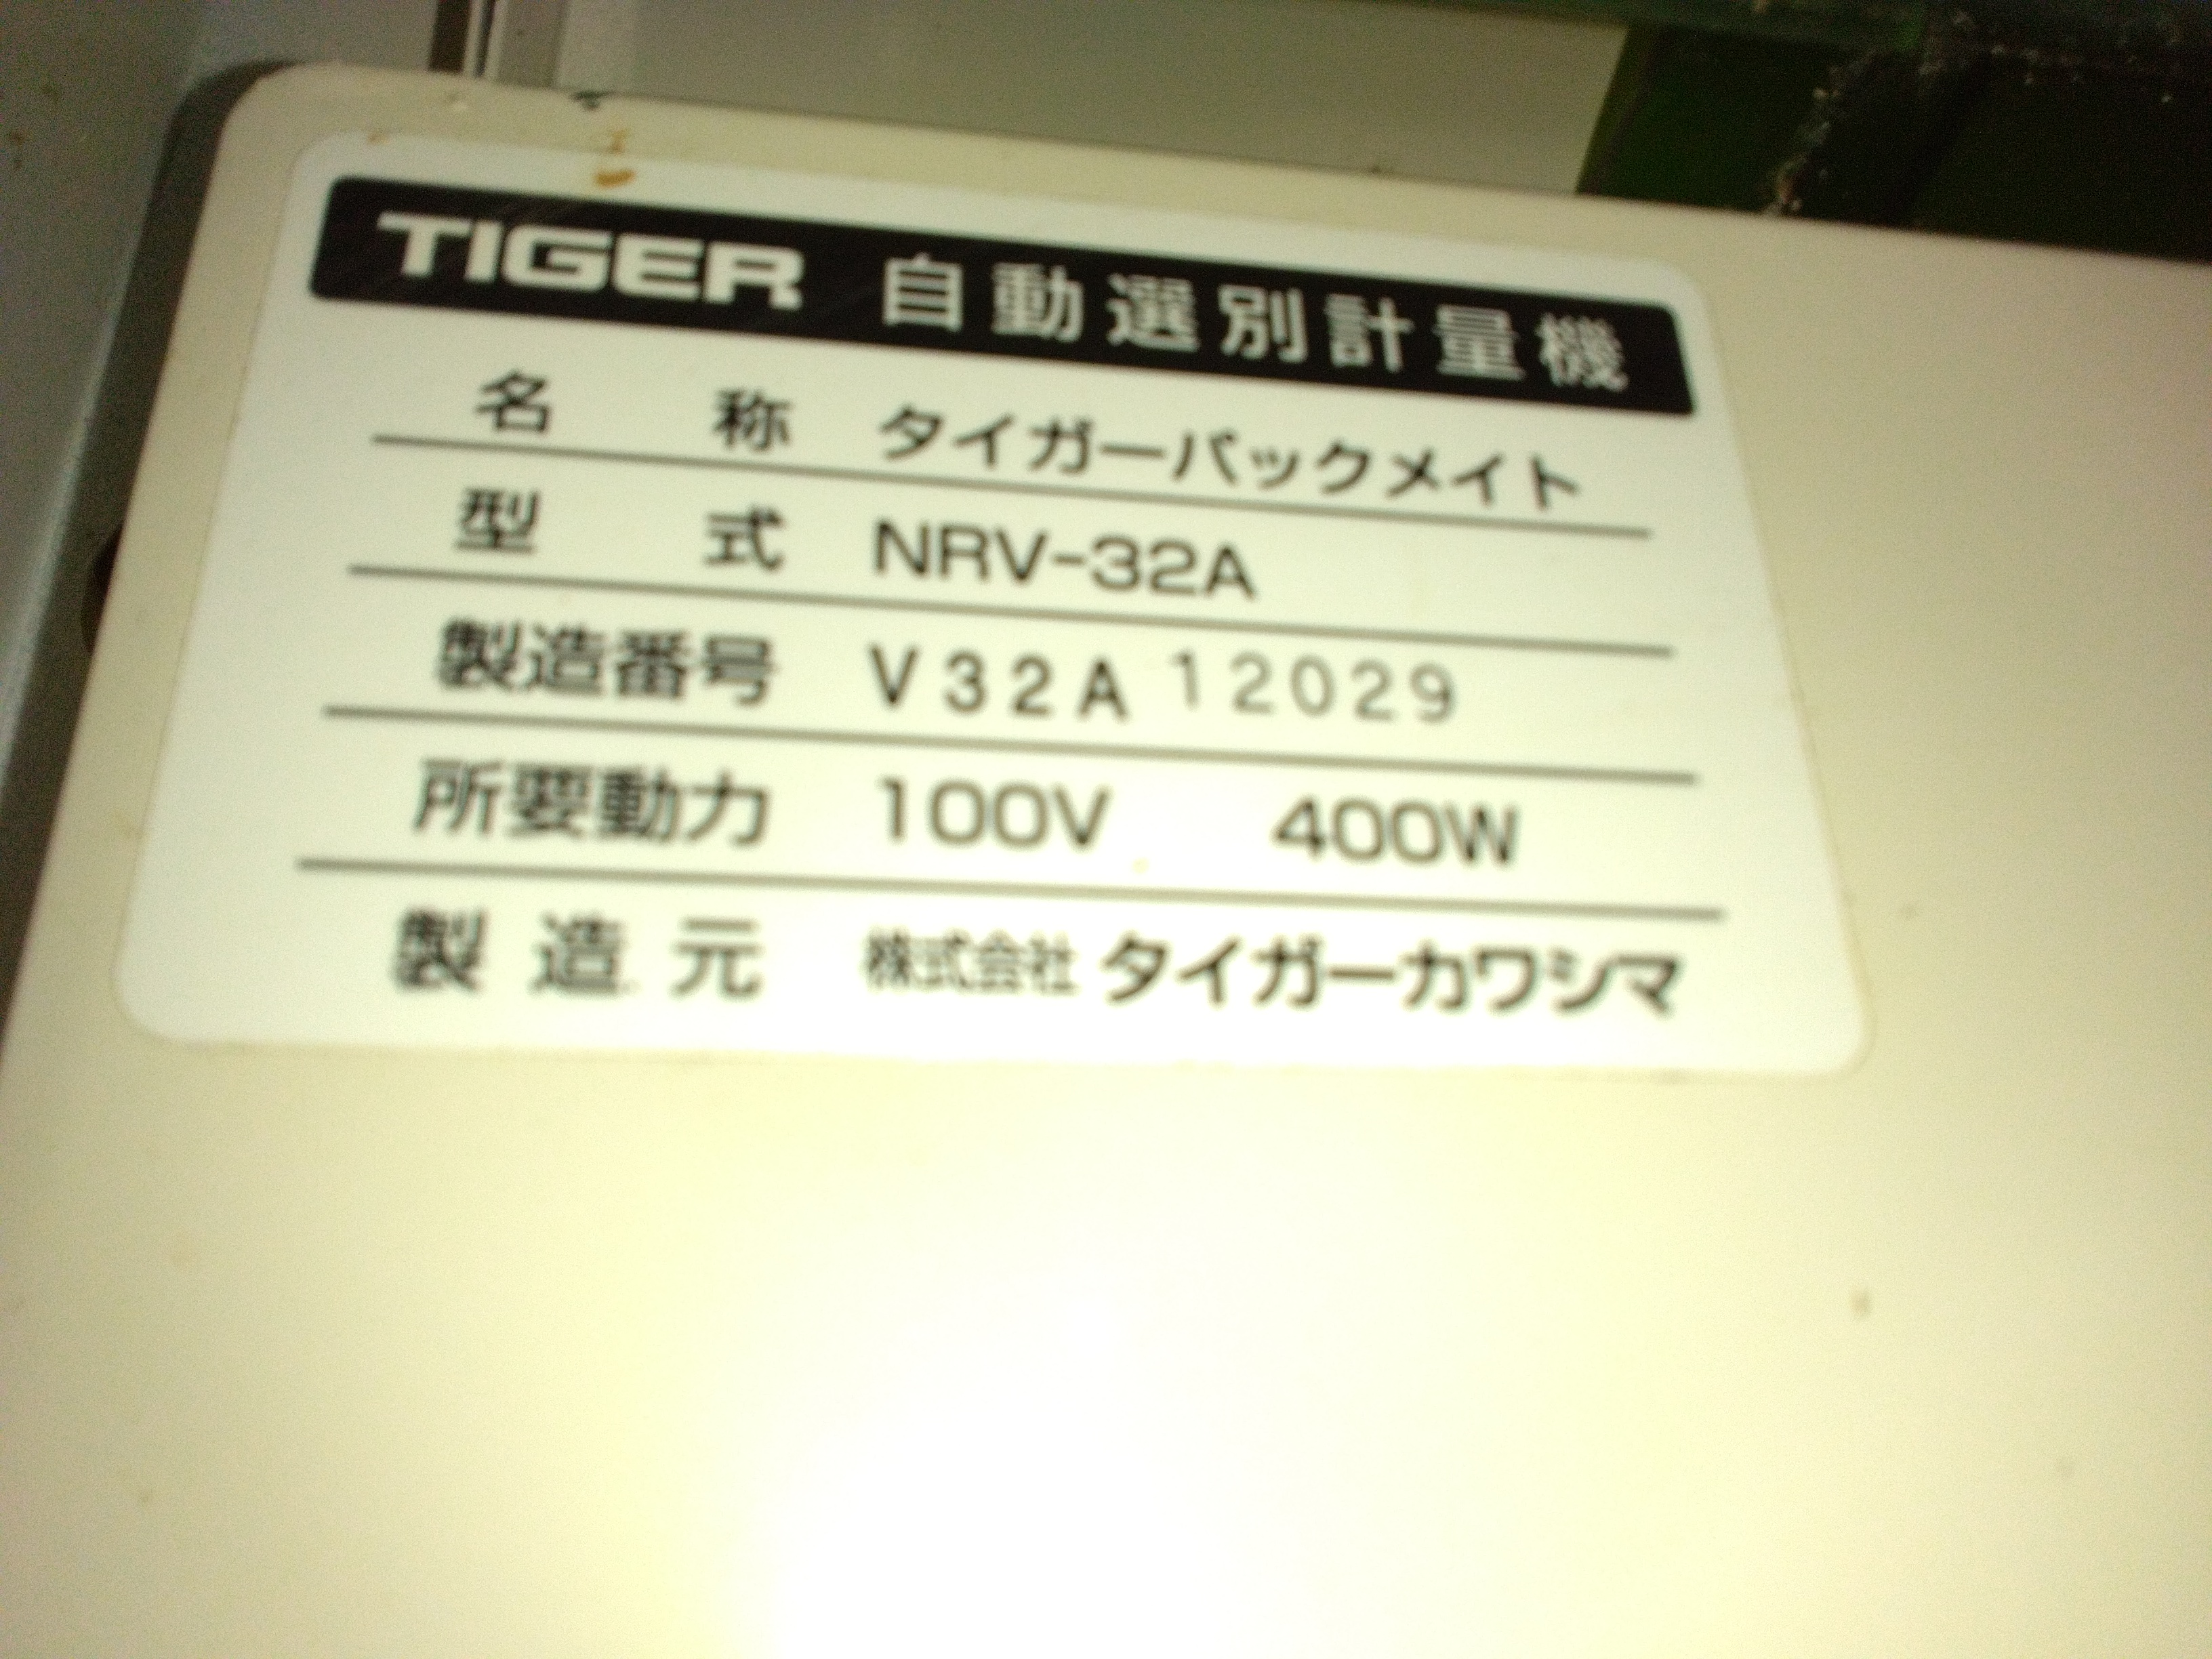 TIGER 自動選別計量機
名称 タイガーパックメイト
型式 NRV-32A
製造番号 V32A12029
所要動力 100V 400W
製造元 株式会社タイガーカワシマ